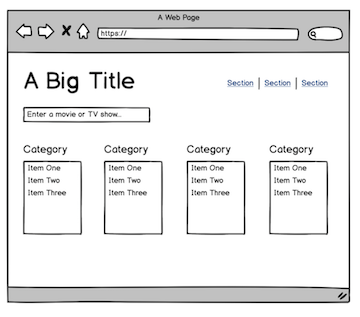 A Web Page
https://
A Big Title
Section | Section | Section
Enter a movie or TV show...
Category Category Category Category
Item One Item One Item One Item One
Item Two Item Two Item Two Item Two
Item Three Item Three Item Three Item Three